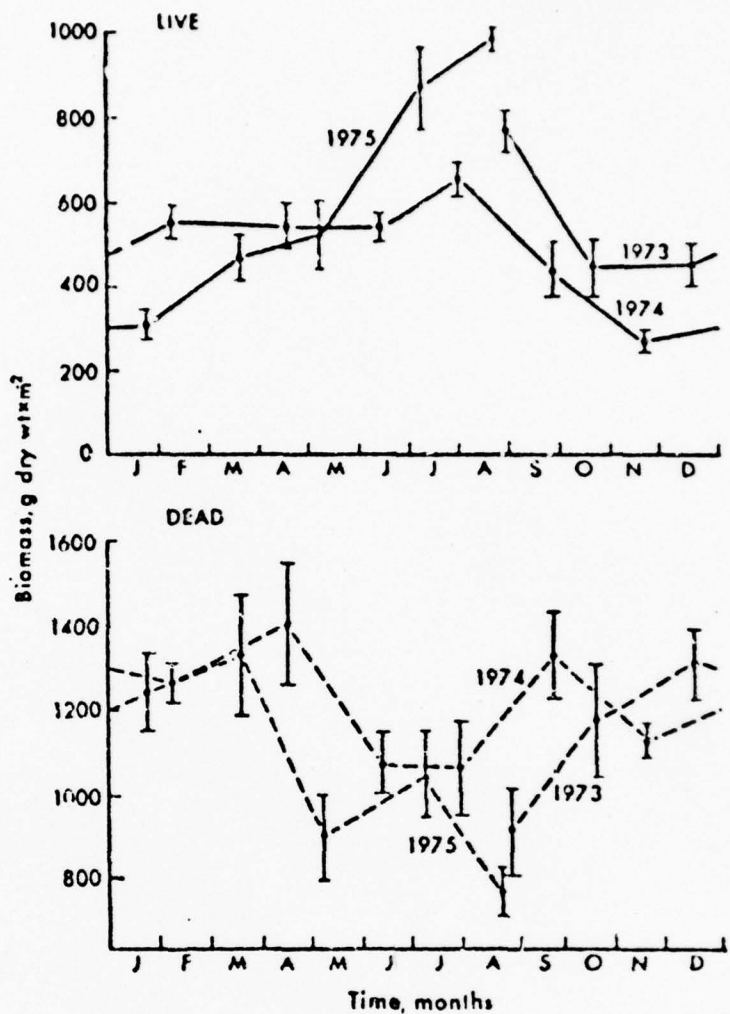 LIVE
1000
800
600
400
200
0
1975
1973
1974
J F M A M J J A S O N D
Biomass, g dry wt×m²
DEAD
1600
1400
1200
1000
800
1974
1973
1975
J F M A M J J A S O N D
Time, months